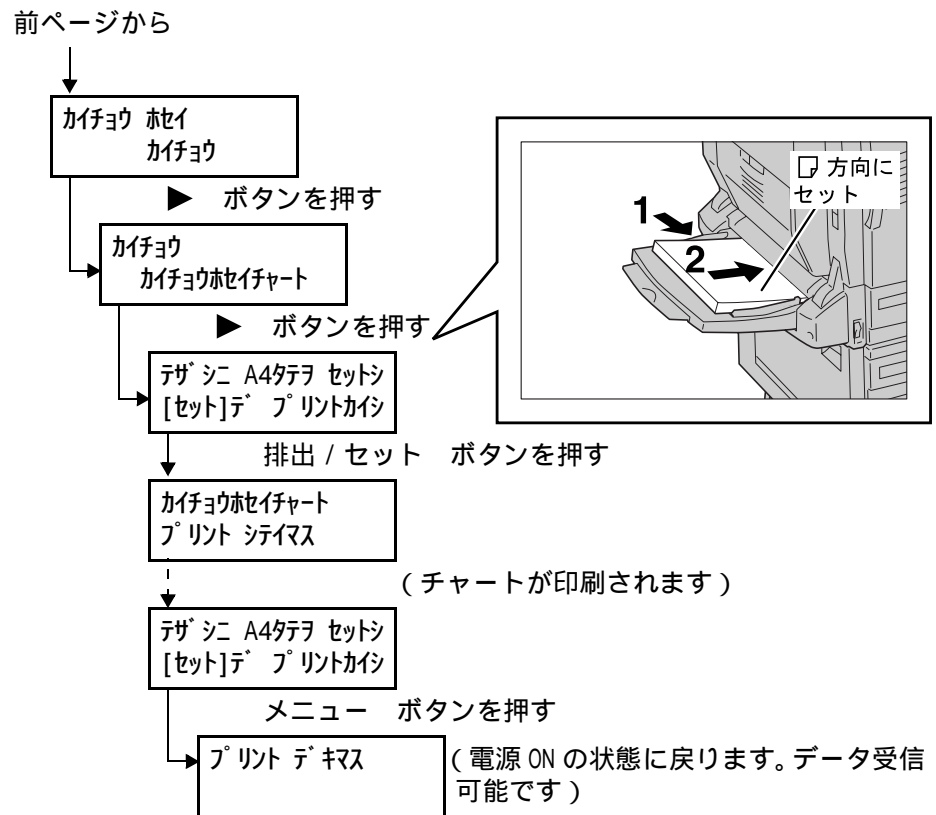 前ページから
ｶｲﾁｮｳ ﾎｾｲ
ｶｲﾁｮｳ
▶ ボタンを押す
ｶｲﾁｮｳ
ｶｲﾁｮｳﾎｾｲﾁｬｰﾄ
▶ ボタンを押す
1
2
方向に
セット
ﾃｻﾞｼﾆ A4ﾀﾃｦ ｾｯﾄｼ
[ｾｯﾄ]ﾃﾞ ﾌﾟﾘﾝﾄｶｲｼ
排出 / セット ボタンを押す
ｶｲﾁｮｳﾎｾｲﾁｬｰﾄ
ﾌﾟﾘﾝﾄ ｼﾃｲﾏｽ
（チャートが印刷されます）
ﾃｻﾞｼﾆ A4ﾀﾃｦ ｾｯﾄｼ
[ｾｯﾄ]ﾃﾞ ﾌﾟﾘﾝﾄｶｲｼ
メニュー ボタンを押す
ﾌﾟﾘﾝﾄ ﾃﾞｷﾏｽ
（電源 ON の状態に戻ります。データ受信
可能です）